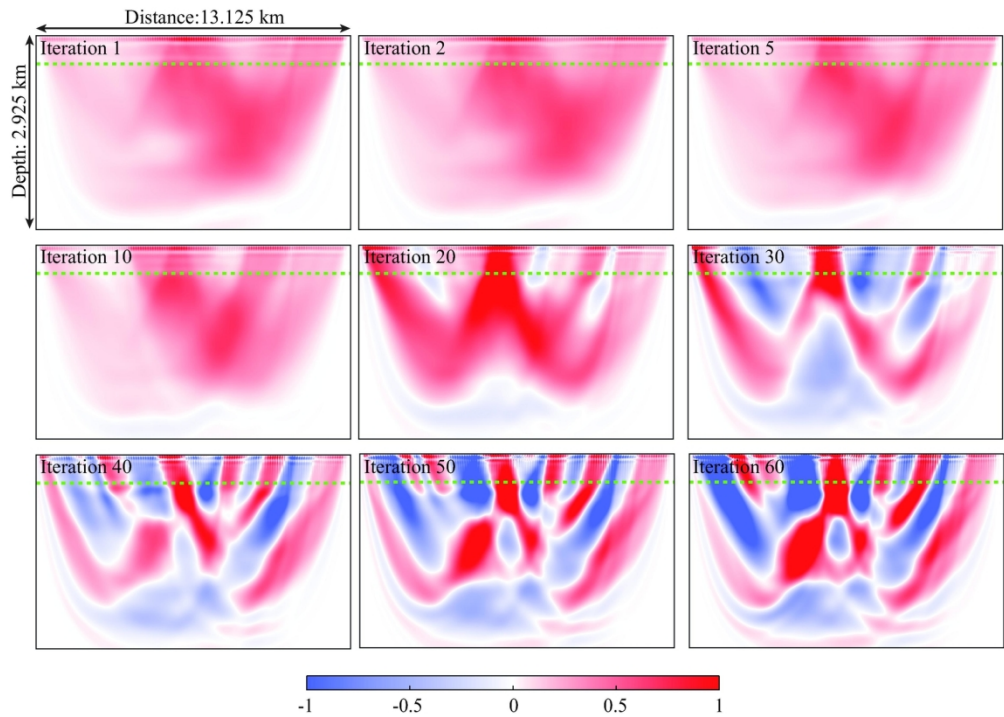 Distance:13.125 km
Depth: 2.925 km
Iteration 1
Iteration 2
Iteration 5
Iteration 10
Iteration 20
Iteration 30
Iteration 40
Iteration 50
Iteration 60
-1
-0.5
0
0.5
1